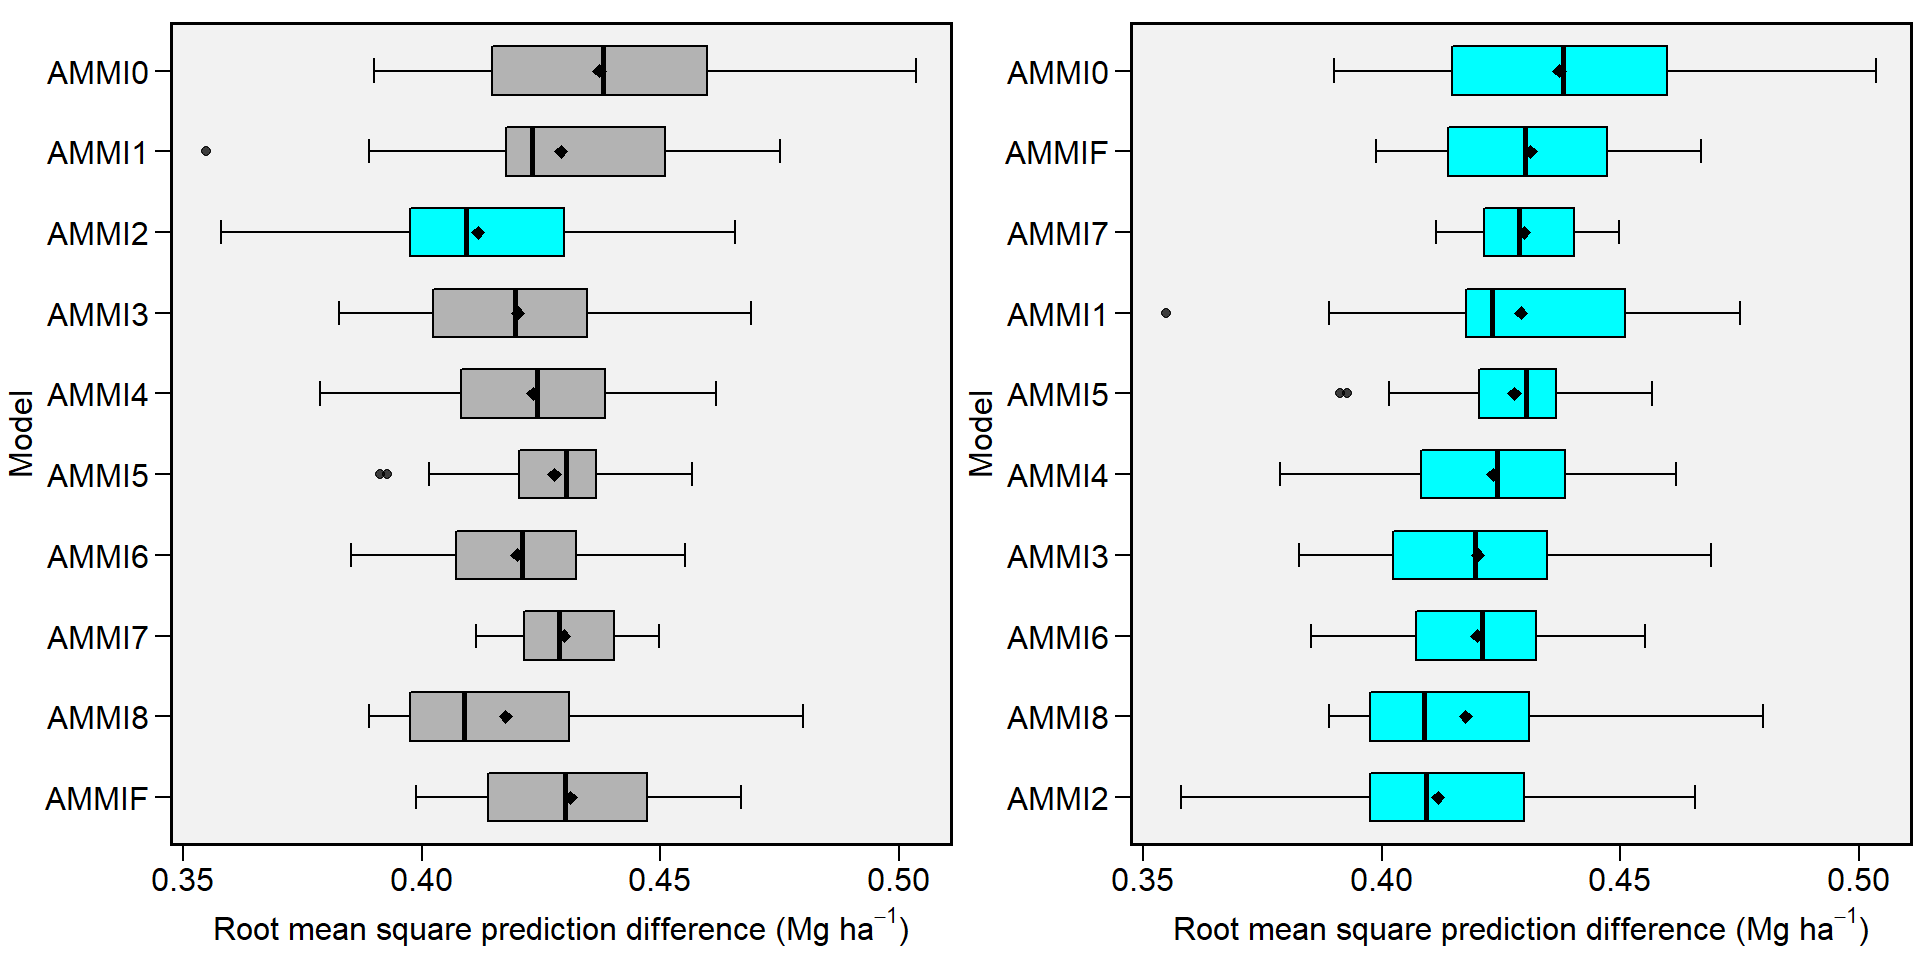 AMMI0
AMMI1
AMMI2
AMMI3
AMMI4
AMMI5
AMMI6
AMMI7
AMMI8
AMMIF
Model
0.35 0.40 0.45 0.50
Root mean square prediction difference (Mg ha⁻¹)
AMMI0
AMMIF
AMMI7
AMMI1
AMMI5
AMMI4
AMMI3
AMMI6
AMMI8
AMMI2
Model
0.35 0.40 0.45 0.50
Root mean square prediction difference (Mg ha⁻¹)